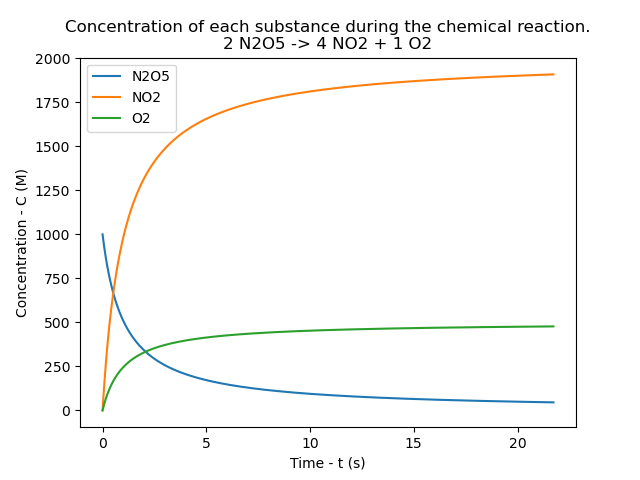 Concentration of each substance during the chemical reaction.
2 N2O5 -> 4 NO2 + 1 O2
N2O5
NO2
O2
Concentration - C (M)
2000
1750
1500
1250
1000
750
500
250
0
0 5 10 15 20
Time - t (s)